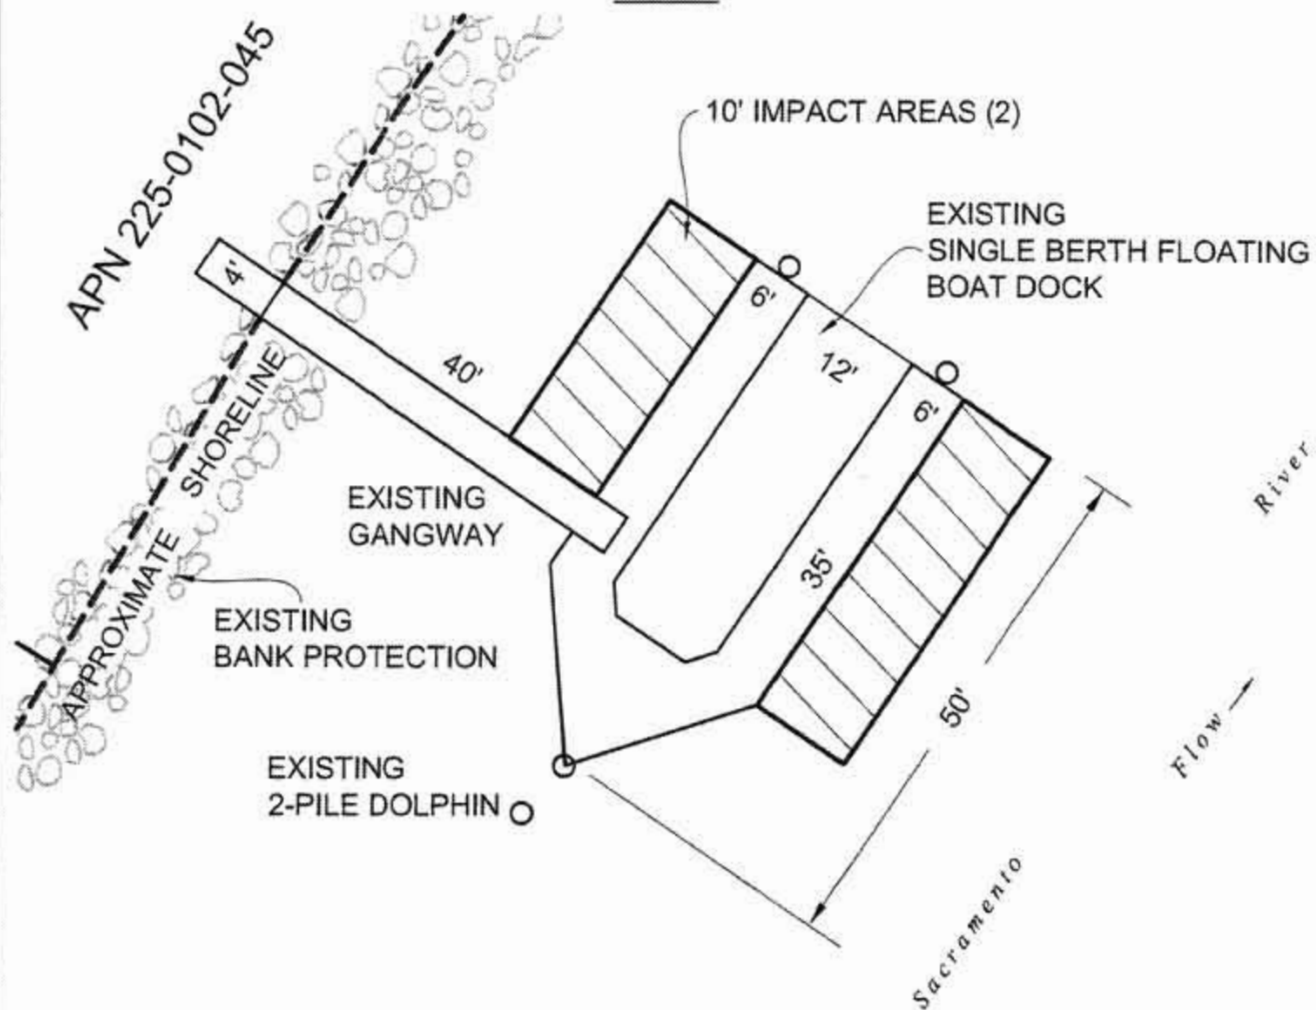 APN 225-0102-045
10' IMPACT AREAS (2)
EXISTING
SINGLE BERTH FLOATING
BOAT DOCK
4'
6'
40'
12'
6'
APPROXIMATE SHORELINE
EXISTING
GANGWAY
35'
EXISTING
BANK PROTECTION
50'
EXISTING
2-PILE DOLPHIN
Sacramento River
Flow